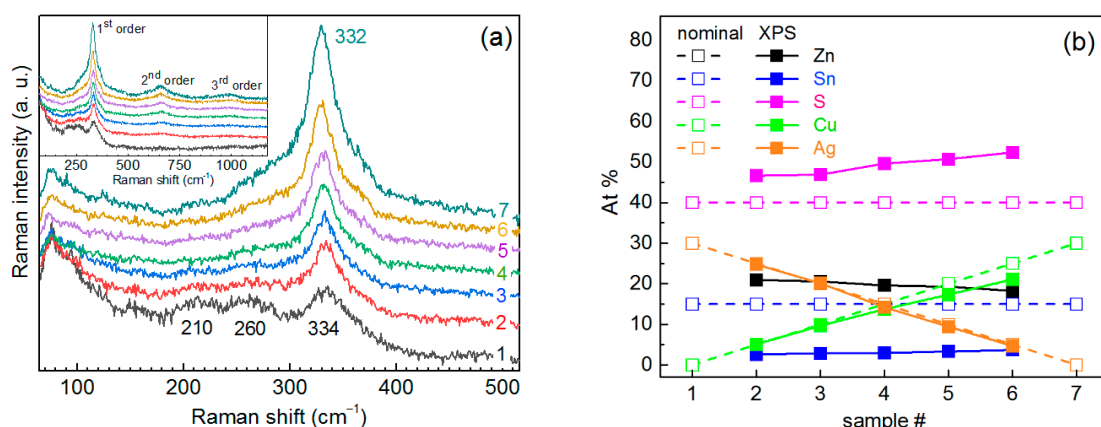 (a)
332
1st order
2nd order
3rd order
250 500 750 1000
Raman shift (cm−1)
7
6
5
4
3
2
1
210 260 334
100 200 300 400 500
Raman shift (cm−1)
Raman intensity (a. u.)
(b)
nominal XPS
Zn
Sn
S
Cu
Ag
80
70
60
50
40
30
20
10
0
At %
1 2 3 4 5 6 7
sample #